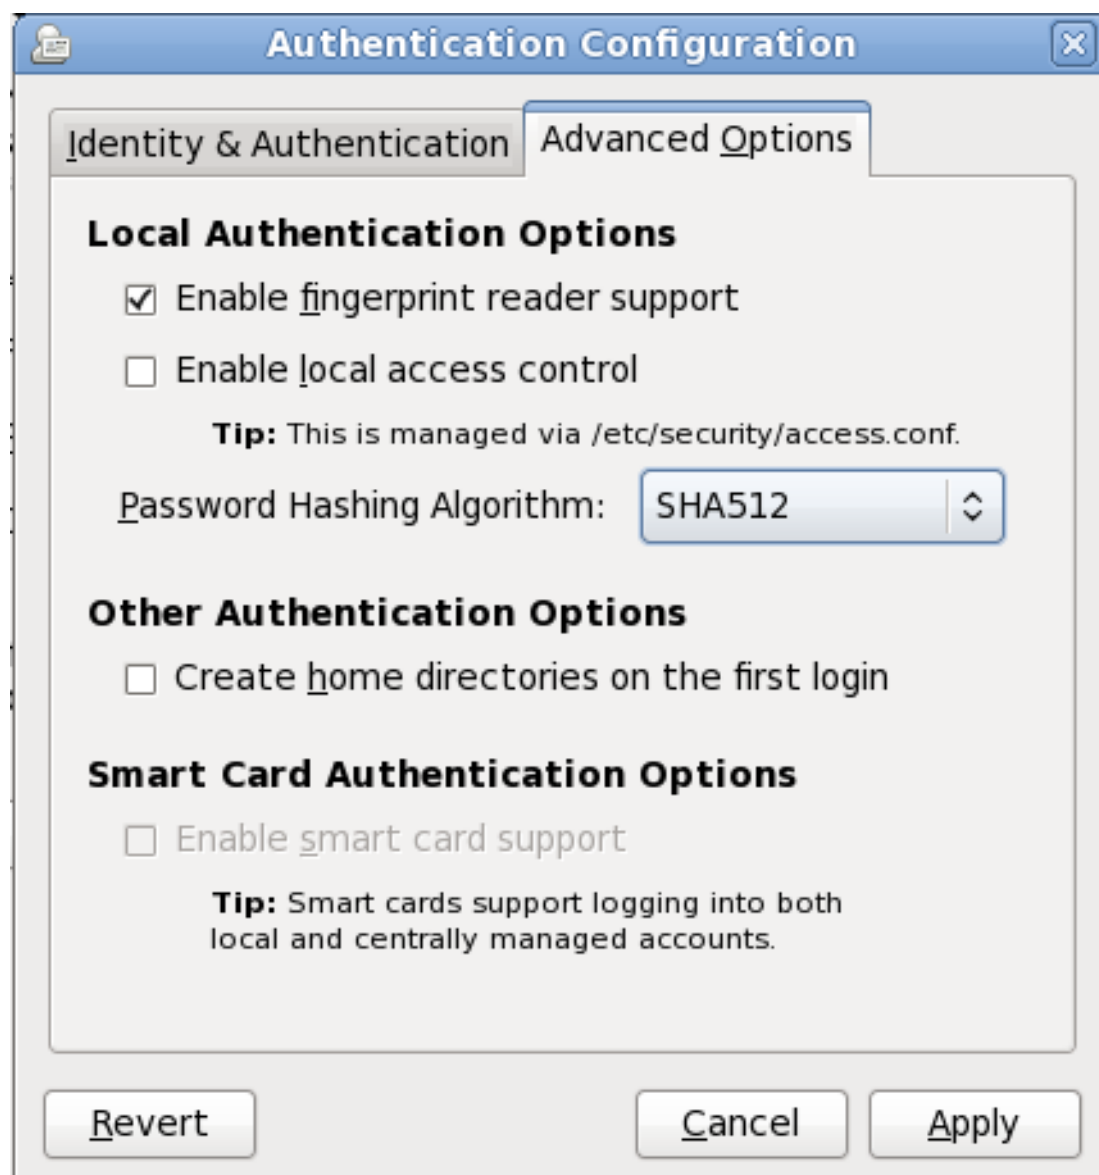 Authentication Configuration
Identity & Authentication
Advanced Options
Local Authentication Options
Enable fingerprint reader support
Enable local access control
Tip: This is managed via /etc/security/access.conf.
Password Hashing Algorithm: SHA512
Other Authentication Options
Create home directories on the first login
Smart Card Authentication Options
Enable smart card support
Tip: Smart cards support logging into both
local and centrally managed accounts.
Revert
Cancel
Apply